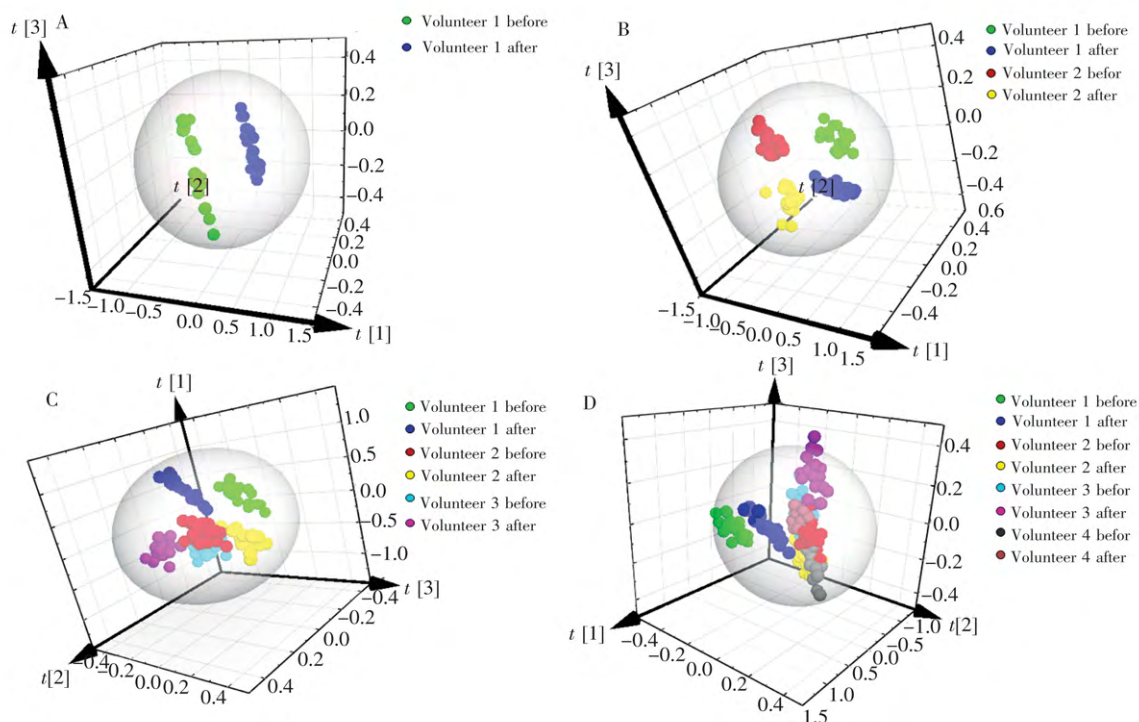 A
t [3]
Volunteer 1 before
Volunteer 1 after
0.4
0.2
0.0
−0.2
−0.4
t [2]
0.4
0.2
0.0
−0.2
−0.4
−1.5
−1.0
−0.5
0.0
0.5
1.0
1.5
t [1]
B
t [3]
Volunteer 1 before
Volunteer 1 after
Volunteer 2 befor
Volunteer 2 after
0.4
0.2
0.0
−0.2
−0.4
t [2]
0.6
0.4
0.2
0.0
−0.2
−0.4
−1.5
−1.0
−0.5
0.0
0.5
1.0
1.5
t [1]
C
t [1]
Volunteer 1 before
Volunteer 1 after
Volunteer 2 before
Volunteer 2 after
Volunteer 3 before
Volunteer 3 after
1.0
0.5
0.0
−0.5
−1.0
t [3]
−0.4
−0.2
0.0
0.2
0.4
t[2]
−0.4
−0.2
0.0
0.2
0.4
D
t [3]
Volunteer 1 before
Volunteer 1 after
Volunteer 2 befor
Volunteer 2 after
Volunteer 3 befor
Volunteer 3 after
Volunteer 4 befor
Volunteer 4 after
0.4
0.2
0.0
−0.2
−0.4
t [1]
−0.4
−0.2
0.0
0.2
0.4
−1.0
−0.5
0.0
0.5
1.0
1.5
t[2]